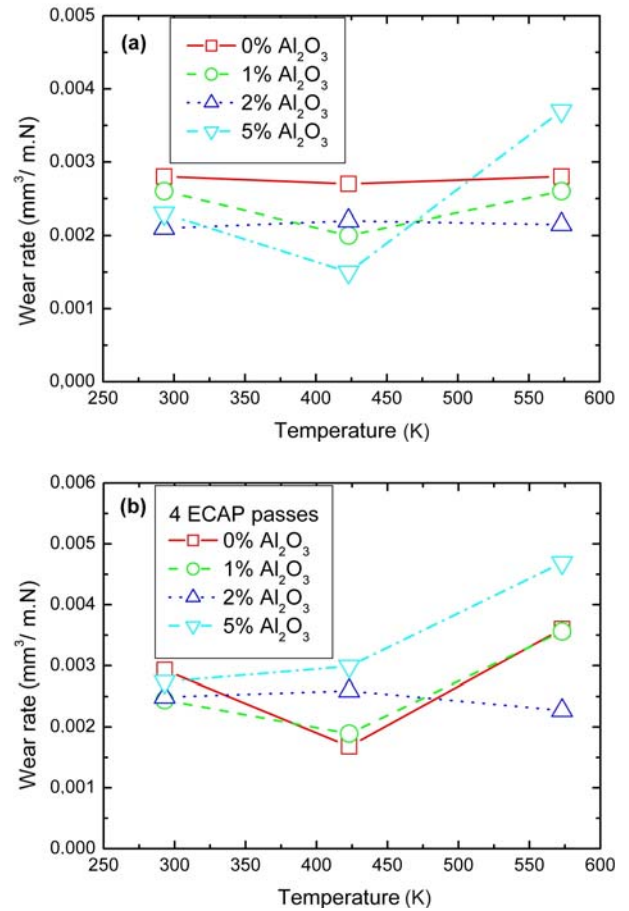 (a)
0% Al₂O₃
1% Al₂O₃
2% Al₂O₃
5% Al₂O₃
0,005
0,004
0,003
0,002
0,001
0,000
Wear rate (mm³/ m.N)
250 300 350 400 450 500 550 600
Temperature (K)
(b)
4 ECAP passes
0% Al₂O₃
1% Al₂O₃
2% Al₂O₃
5% Al₂O₃
0,006
0,005
0,004
0,003
0,002
0,001
0,000
Wear rate (mm³/ m.N)
250 300 350 400 450 500 550 600
Temperature (K)